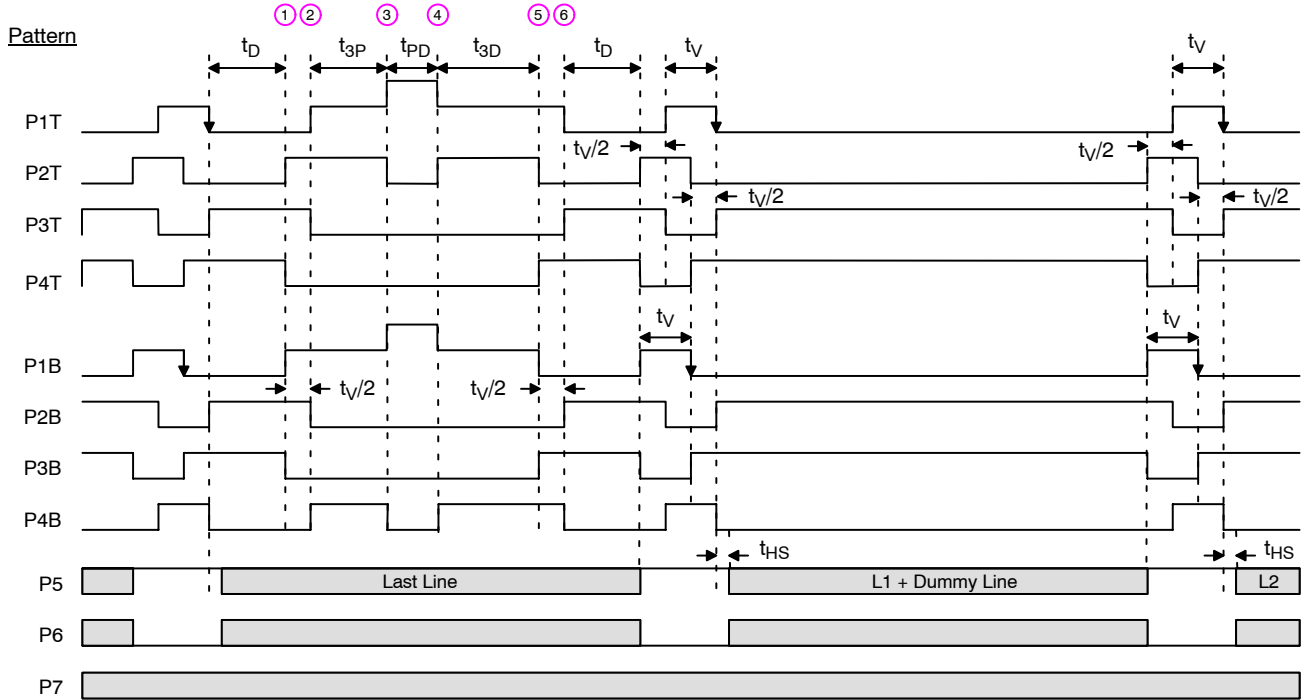 1 2 3 4 5 6
Pattern
tD t3P tPD t3D tD tV tV
P1T
tV/2 tV/2
P2T
tV/2 tV/2
P3T
P4T
tV tV
P1B
tV/2 tV/2
P2B
P3B
P4B
tHS tHS
P5 Last Line L1 + Dummy Line L2
P6
P7